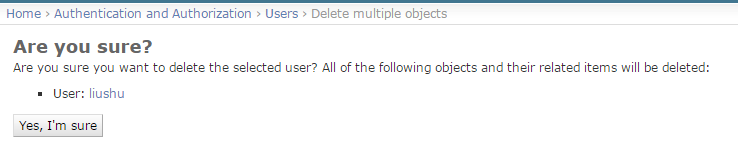 Home › Authentication and Authorization › Users › Delete multiple objects
Are you sure?
Are you sure you want to delete the selected user? All of the following objects and their related items will be deleted:
User: liushu
Yes, I'm sure